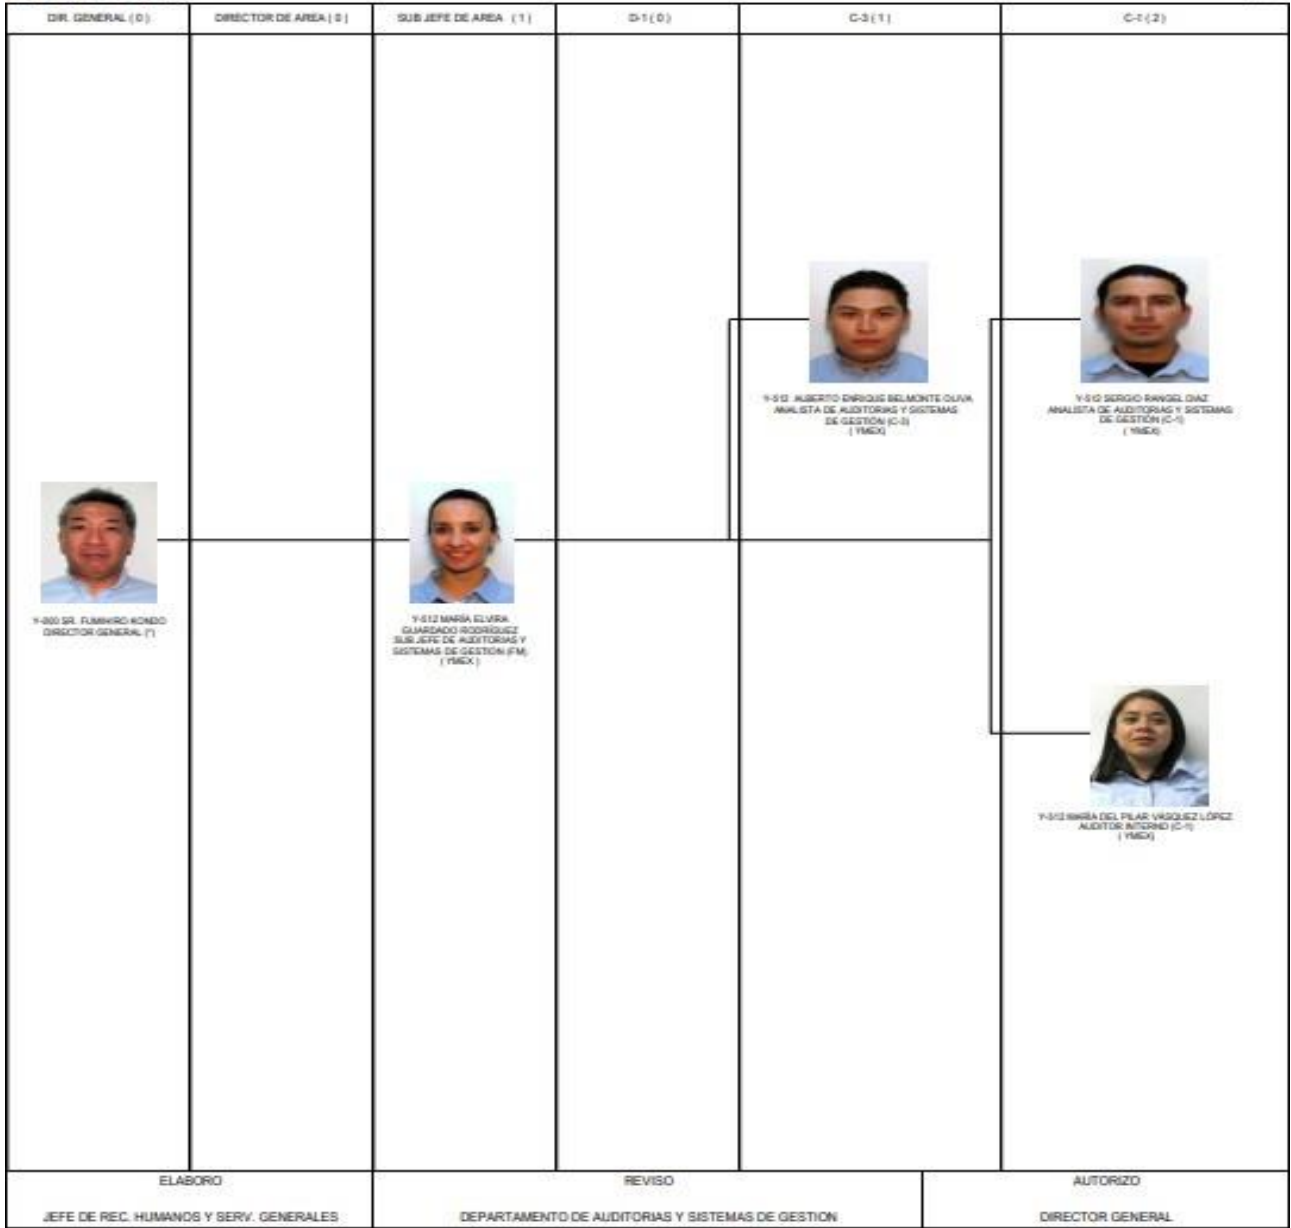 DIR. GENERAL ( 0 )
DIRECTOR DE AREA ( 0 )
SUB JEFE DE AREA ( 1 )
D-1 ( 0 )
C-3 ( 1 )
C-1 ( 2 )
Y-512 ALBERTO ENRIQUE BELMONTE OLIVA
ANALISTA DE AUDITORIAS Y SISTEMAS
DE GESTIÓN (C-3)
( YMEX)
Y-512 SERGIO RANGEL DIAZ
ANALISTA DE AUDITORIAS Y SISTEMAS
DE GESTIÓN (C-1)
( YMEX)
SR. FUMIHIRO KONDO
DIRECTOR GENERAL (*)
Y-512 MARÍA ELVIRA
GUARDADO RODRÍGUEZ
SUB JEFE DE AUDITORIAS Y
SISTEMAS DE GESTIÓN (FM)
( YMEX )
Y-512 MARÍA DEL PILAR VÁSQUEZ LÓPEZ
AUDITOR INTERNO (C-1)
( YMEX)
ELABORO
REVISO
AUTORIZO
JEFE DE REC. HUMANOS Y SERV. GENERALES
DEPARTAMENTO DE AUDITORIAS Y SISTEMAS DE GESTION
DIRECTOR GENERAL